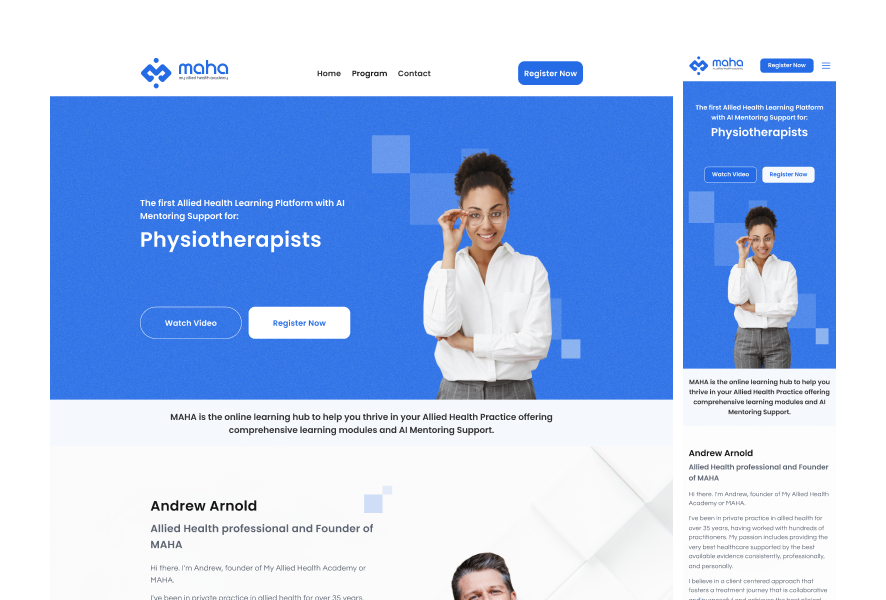 maha
my allied health academy
Home Program Contact
Register Now
The first Allied Health Learning Platform with AI
Mentoring Support for:
Physiotherapists
Watch Video
Register Now
MAHA is the online learning hub to help you thrive in your Allied Health Practice offering
comprehensive learning modules and AI Mentoring Support.
Andrew Arnold
Allied Health professional and Founder of
MAHA
Hi there. I'm Andrew, founder of My Allied Health Academy or
MAHA.
I've been in private practice in allied health for over 35 years,
maha
my allied health academy
Register Now
The first Allied Health Learning Platform
with AI Mentoring Support for:
Physiotherapists
Watch Video
Register Now
MAHA is the online learning hub to help you
thrive in your Allied Health Practice offering
comprehensive learning modules and AI
Mentoring Support.
Andrew Arnold
Allied Health professional and Founder
of MAHA
Hi there. I'm Andrew, founder of My Allied Health
Academy or MAHA.
I've been in private practice in allied health for
over 35 years, having worked with hundreds of
practitioners. My passion includes providing the
very best healthcare supported by the best
available evidence consistently, professionally,
and personally.
I believe in a client centered approach that
fosters a treatment journey that is collaborative